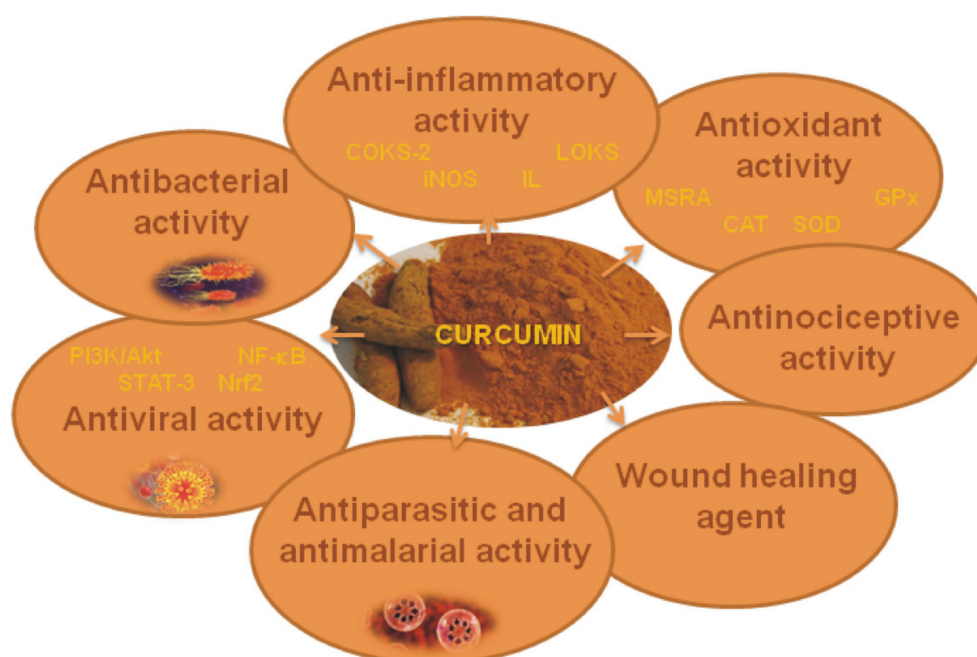 Anti-inflammatory
activity
COKS-2 LOKS
iNOS IL
Antioxidant
activity
MSRA GPx
CAT SOD
Antibacterial
activity
CURCUMIN
Antinociceptive
activity
PI3K/Akt NF-κB
STAT-3 Nrf2
Antiviral activity
Wound healing
agent
Antiparasitic and
antimalarial activity